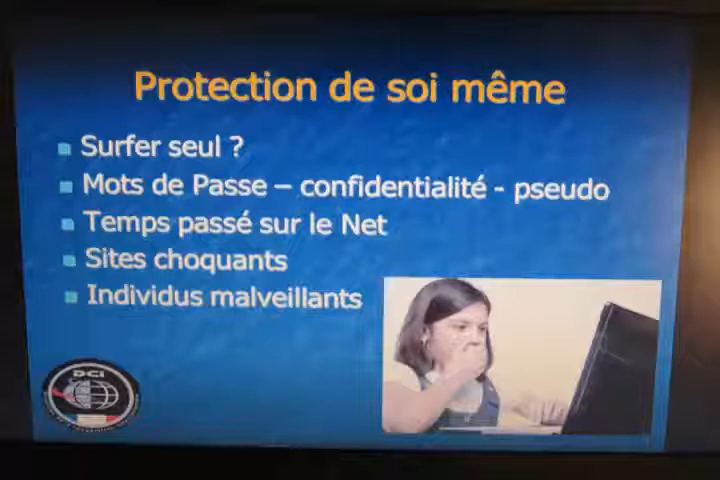 Protection de soi même
Surfer seul ?
Mots de Passe – confidentialité - pseudo
Temps passé sur le Net
Sites choquants
Individus malveillants
DCI